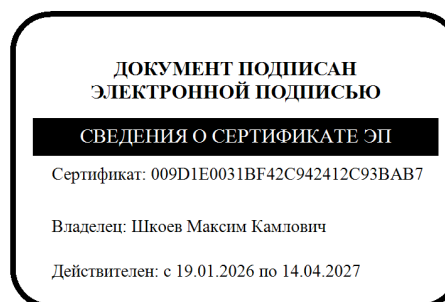 ДОКУМЕНТ ПОДПИСАН
ЭЛЕКТРОННОЙ ПОДПИСЬЮ
СВЕДЕНИЯ О СЕРТИФИКАТЕ ЭП
Сертификат: 009D1E0031BF42C942412C93BAB7
Владелец: Шкоев Максим Камлович
Действителен: с 19.01.2026 по 14.04.2027